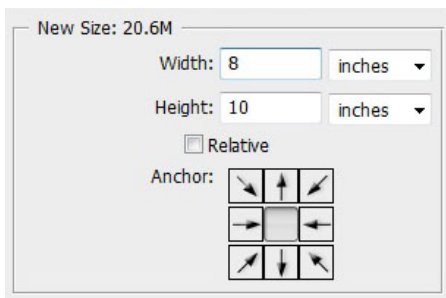 New Size: 20.6M
Width: 8 inches
Height: 10 inches
Relative
Anchor: